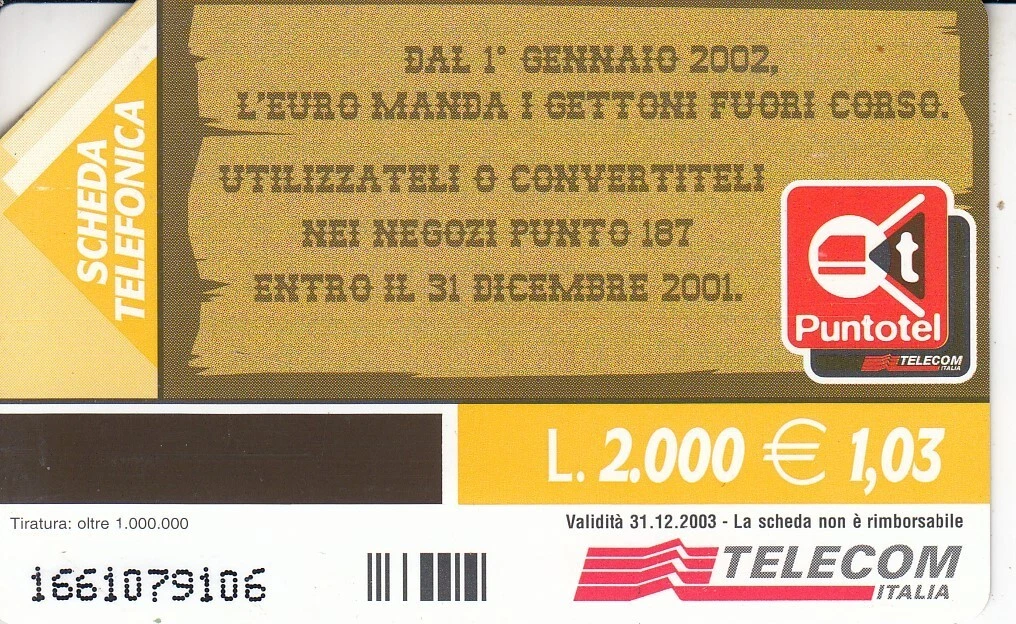 SCHEDA
TELEFONICA
DAL 1° GENNAIO 2002,
L'EURO MANDA I GETTONI FUORI CORSO.
UTILIZZATELI O CONVERTITELI
NEI NEGOZI PUNTO 187
ENTRO IL 31 DICEMBRE 2001.
t
Puntotel
TELECOM
ITALIA
L. 2.000 € 1,03
Tiratura: oltre 1.000.000
Validità 31.12.2003 - La scheda non è rimborsabile
1661079106
TELECOM
ITALIA